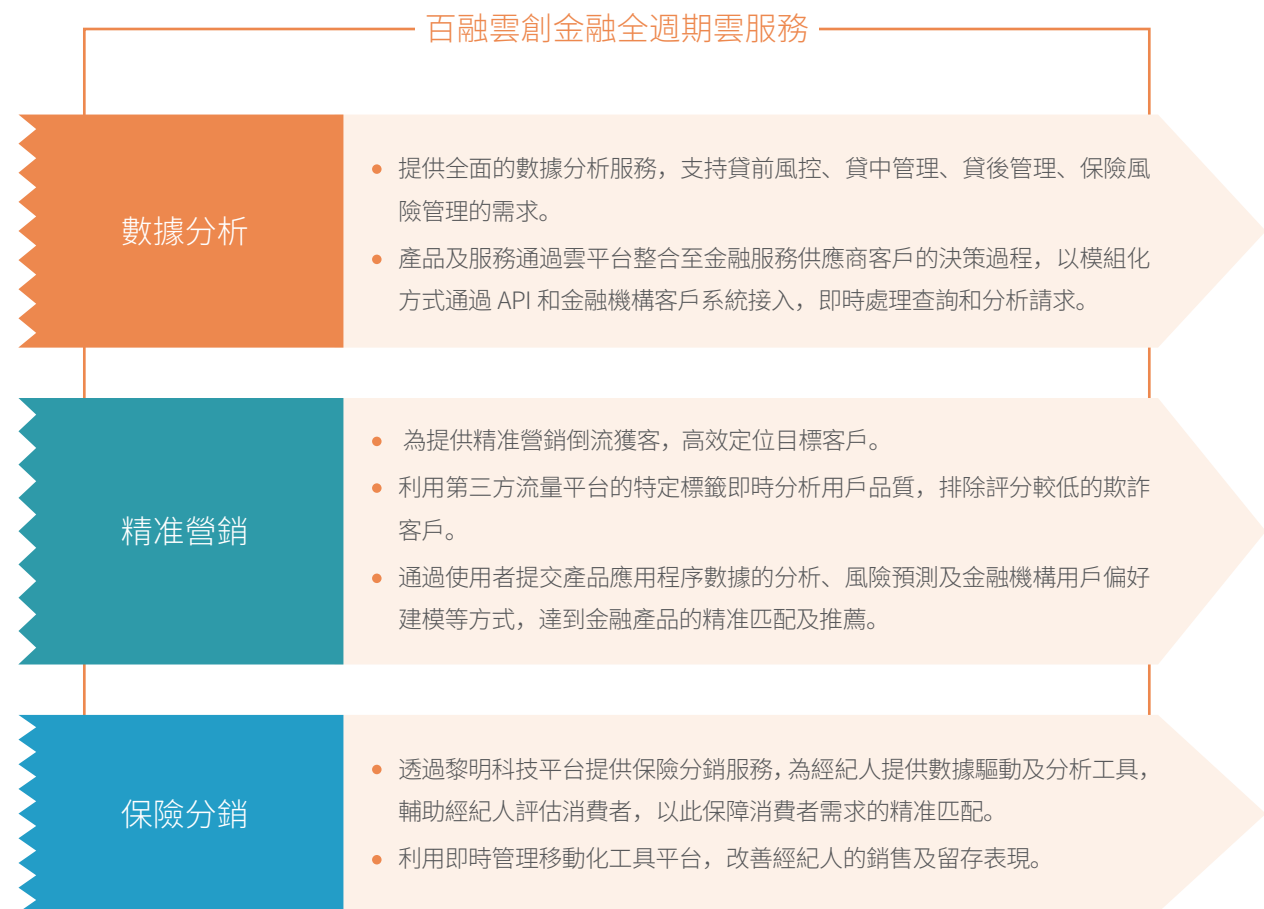 百融雲創金融全週期雲服務
數據分析
• 提供全面的數據分析服務，支持貸前風控、貸中管理、貸後管理、保險風
險管理的需求。
• 產品及服務通過雲平台整合至金融服務供應商客戶的決策過程，以模組化
方式通過 API 和金融機構客戶系統接入，即時處理查詢和分析請求。
精准營銷
• 為提供精准營銷倒流獲客，高效定位目標客戶。
• 利用第三方流量平台的特定標籤即時分析用戶品質，排除評分較低的欺詐
客戶。
• 通過使用者提交產品應用程序數據的分析、風險預測及金融機構用戶偏好
建模等方式，達到金融產品的精准匹配及推薦。
保險分銷
• 透過黎明科技平台提供保險分銷服務，為經紀人提供數據驅動及分析工具，
輔助經紀人評估消費者，以此保障消費者需求的精准匹配。
• 利用即時管理移動化工具平台，改善經紀人的銷售及留存表現。